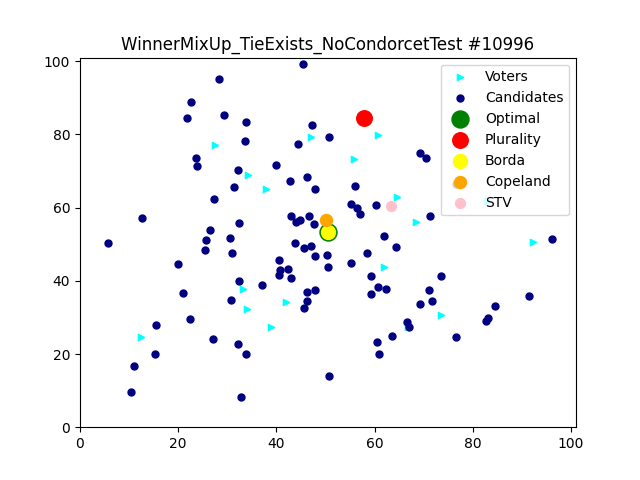 WinnerMixUp_TieExists_NoCondorcetTest #10996
100
80
60
40
20
0
0
20
40
60
80
100
Voters
Candidates
Optimal
Plurality
Borda
Copeland
STV